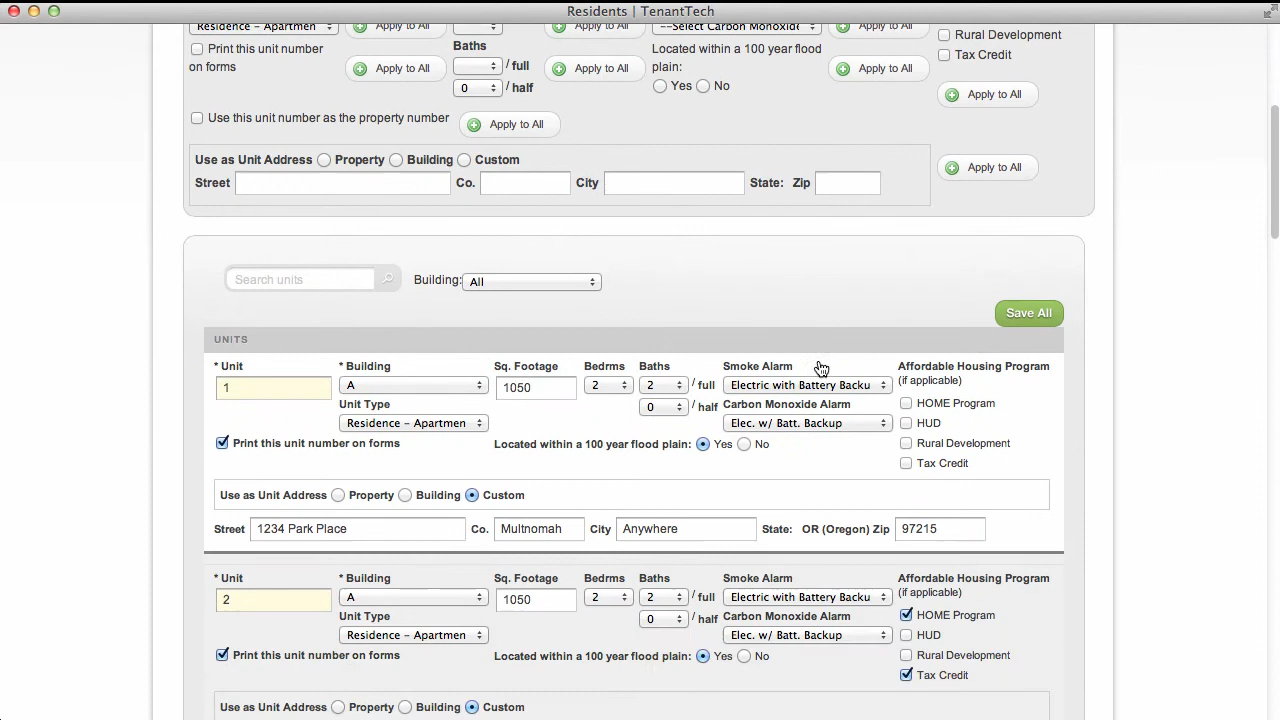 Residents | TenantTech
Residence - Apartmen --Select Carbon Monoxide
Apply to All Apply to All Apply to All
Rural Development
Print this unit number on forms Baths Located within a 100 year flood plain: Tax Credit
Apply to All / full Apply to All Yes No Apply to All
0 / half Apply to All
Use this unit number as the property number Apply to All
Use as Unit Address Property Building Custom Apply to All
Street Co. City State: Zip
Search units Building: All
Save All
UNITS
* Unit * Building Sq. Footage Bedrms Baths Smoke Alarm Affordable Housing Program
(if applicable)
1 A 1050 2 2 / full Electric with Battery Backu
Unit Type 0 / half Carbon Monoxide Alarm HOME Program
Residence - Apartmen Elec. w/ Batt. Backup HUD
Print this unit number on forms Located within a 100 year flood plain: Yes No Rural Development
Tax Credit
Use as Unit Address Property Building Custom
Street 1234 Park Place Co. Multnomah City Anywhere State: OR (Oregon) Zip 97215
* Unit * Building Sq. Footage Bedrms Baths Smoke Alarm Affordable Housing Program
(if applicable)
2 A 1050 2 2 / full Electric with Battery Backu
Unit Type 0 / half Carbon Monoxide Alarm HOME Program
Residence - Apartmen Elec. w/ Batt. Backup HUD
Print this unit number on forms Located within a 100 year flood plain: Yes No Rural Development
Tax Credit
Use as Unit Address Property Building Custom